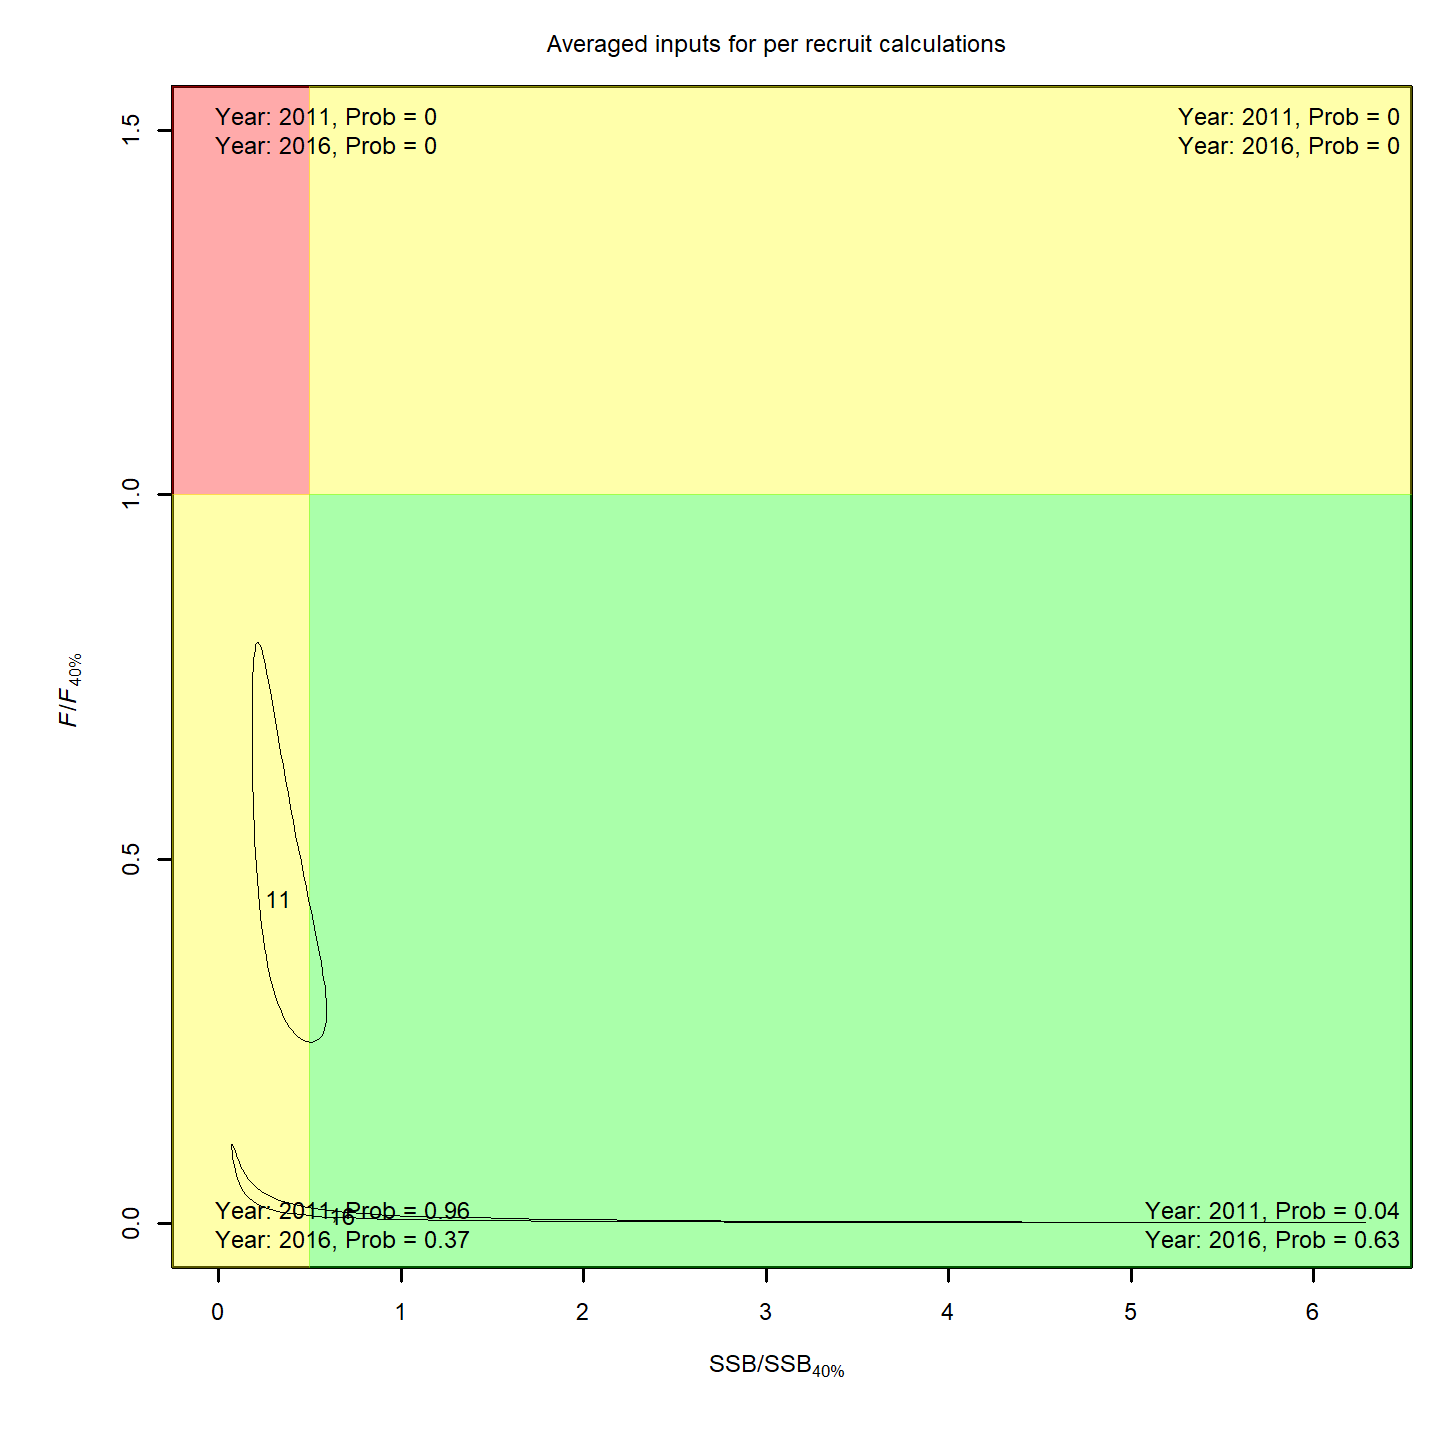 Averaged inputs for per recruit calculations
Year: 2011, Prob = 0
Year: 2016, Prob = 0
Year: 2011, Prob = 0
Year: 2016, Prob = 0
1.5
1.0
0.5
0.0
F/F40%
11
16
Year: 2011, Prob = 0.96
Year: 2016, Prob = 0.37
Year: 2011, Prob = 0.04
Year: 2016, Prob = 0.63
0 1 2 3 4 5 6
SSB/SSB40%